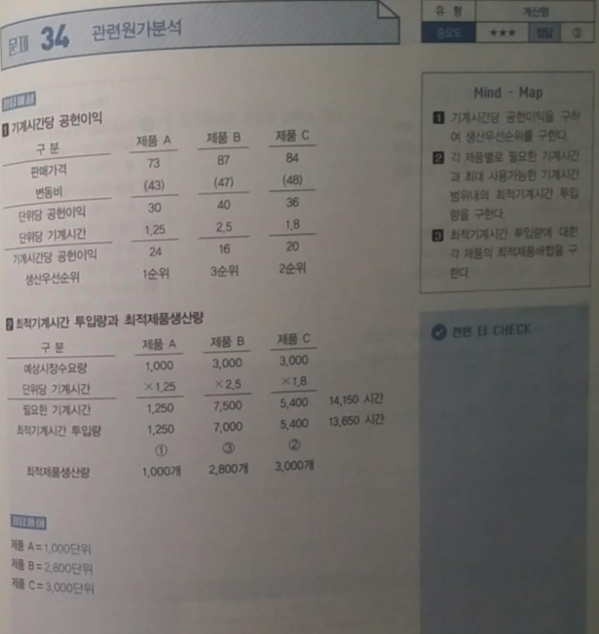 문제 34 관련원가분석
유 형 계산형
중요도 ★★★ 정답 ③
정답해설
1 기계시간당 공헌이익
구 분 제품 A 제품 B 제품 C
판매가격 73 87 84
변동비 (43) (47) (48)
단위당 공헌이익 30 40 36
단위당 기계시간 1.25 2.5 1.8
기계시간당 공헌이익 24 16 20
생산우선순위 1순위 3순위 2순위
2 최적기계시간 투입량과 최적제품생산량
구 분 제품 A 제품 B 제품 C
예상시장수요량 1,000 3,000 3,000
단위당 기계시간 ×1.25 ×2.5 ×1.8
필요한 기계시간 1,250 7,500 5,400 14,150 시간
최적기계시간 투입량 1,250 7,000 5,400 13,650 시간
① ③ ②
최적제품생산량 1,000개 2,800개 3,000개
제품 A=1,000단위
제품 B=2,800단위
제품 C=3,000단위
Mind - Map
1 기계시간당 공헌이익을 구하
여 생산우선순위를 구한다.
2 각 제품별로 필요한 기계시간
과 최대 사용가능한 기계시간
범위내의 최적기계시간 투입
량을 구한다.
3 최적기계시간 투입량에 대한
각 제품의 최적제품배합을 구
한다.
한번 더 CHECK